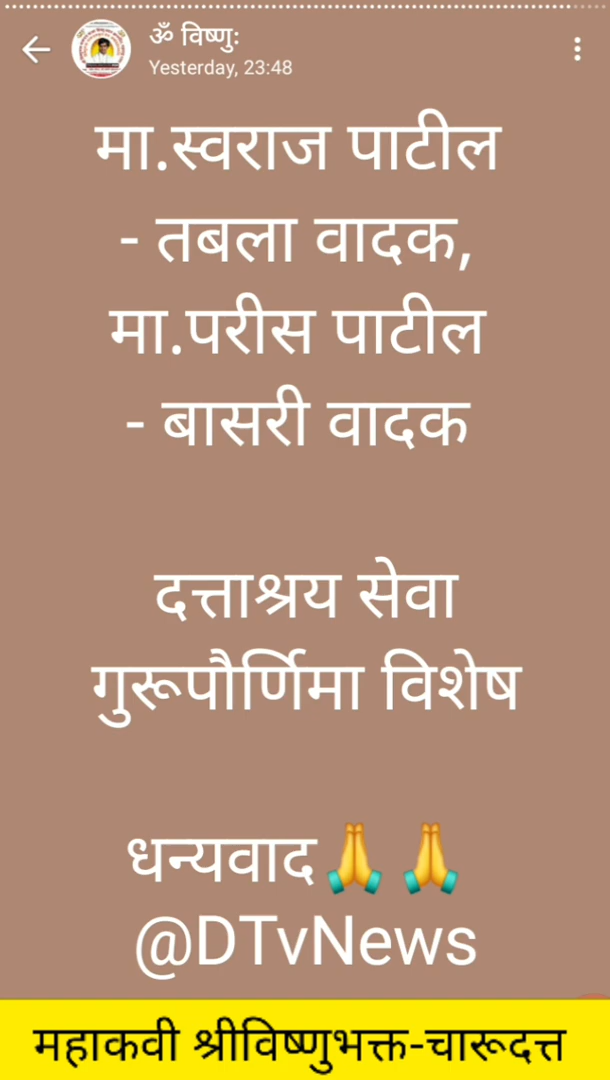 ॐ विष्णुः
Yesterday, 23:48
मा.स्वराज पाटील
- तबला वादक,
मा.परीस पाटील
- बासरी वादक
दत्ताश्रय सेवा
गुरूपौर्णिमा विशेष
धन्यवाद🙏🙏
@DTvNews
महाकवी श्रीविष्णुभक्त-चारूदत्त